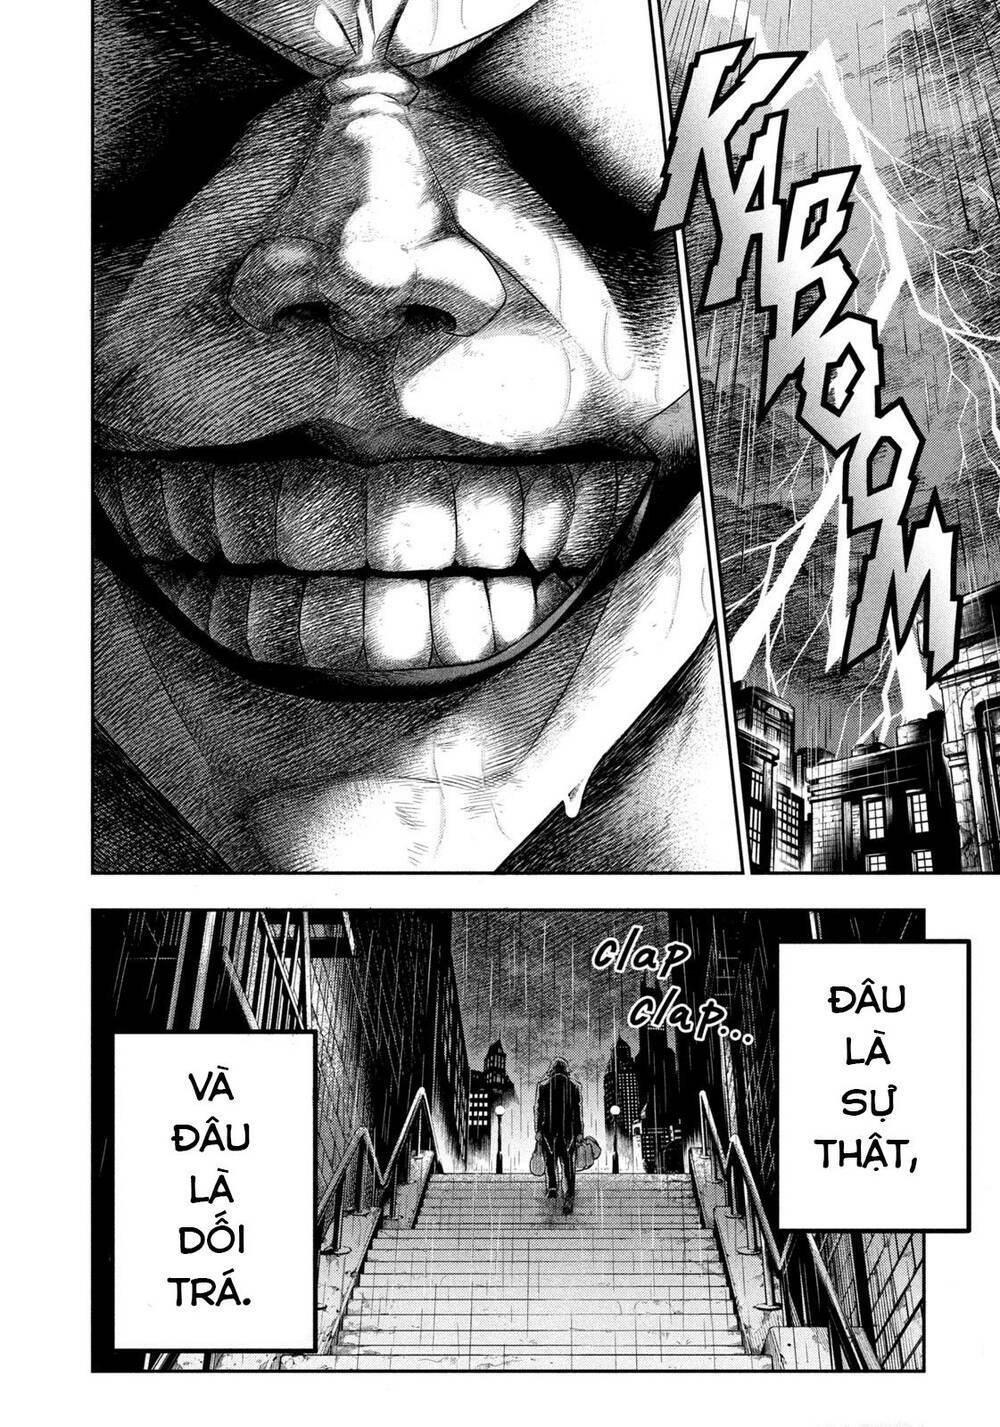 KABOOM
clap
clap...
ĐÂU
LÀ
SỰ
THẬT,
VÀ
ĐÂU
LÀ
DỐI
TRÁ.